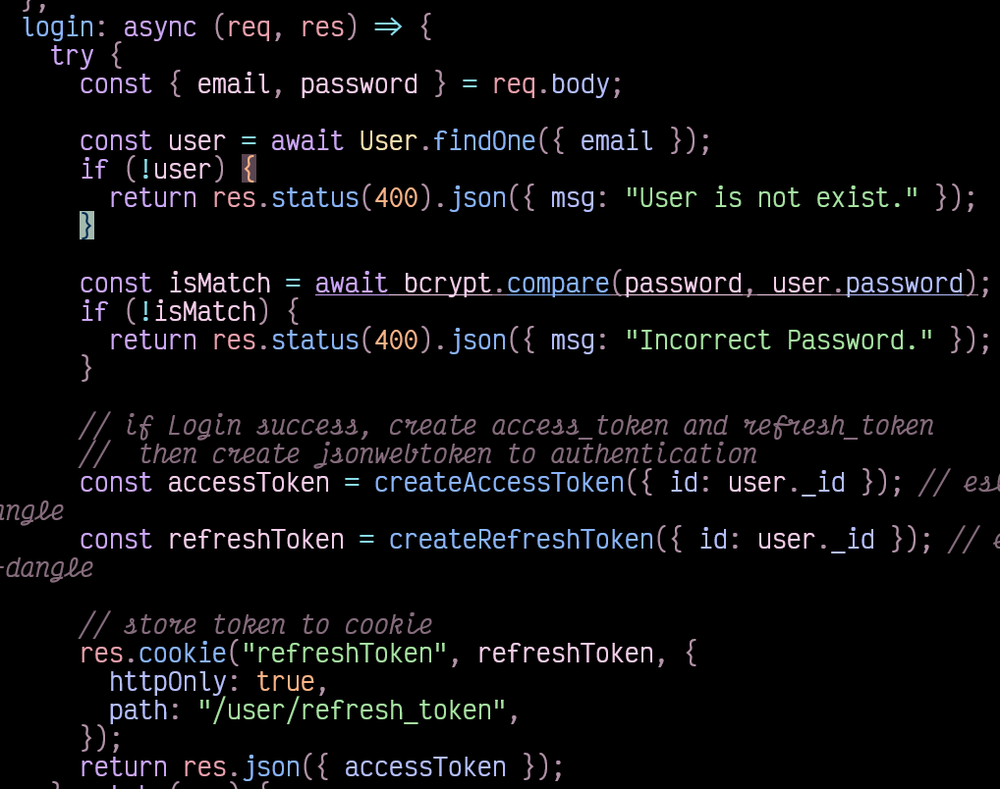 },
login: async (req, res) => {
try {
const { email, password } = req.body;
const user = await User.findOne({ email });
if (!user) {
return res.status(400).json({ msg: "User is not exist." });
}
const isMatch = await bcrypt.compare(password, user.password);
if (!isMatch) {
return res.status(400).json({ msg: "Incorrect Password." });
}
// if Login success, create access_token and refresh_token
//  then create jsonwebtoken to authentication
const accessToken = createAccessToken({ id: user._id }); //
const refreshToken = createRefreshToken({ id: user._id }); //
-dangle
// store token to cookie
res.cookie("refreshToken", refreshToken, {
httpOnly: true,
path: "/user/refresh_token",
});
return res.json({ accessToken });